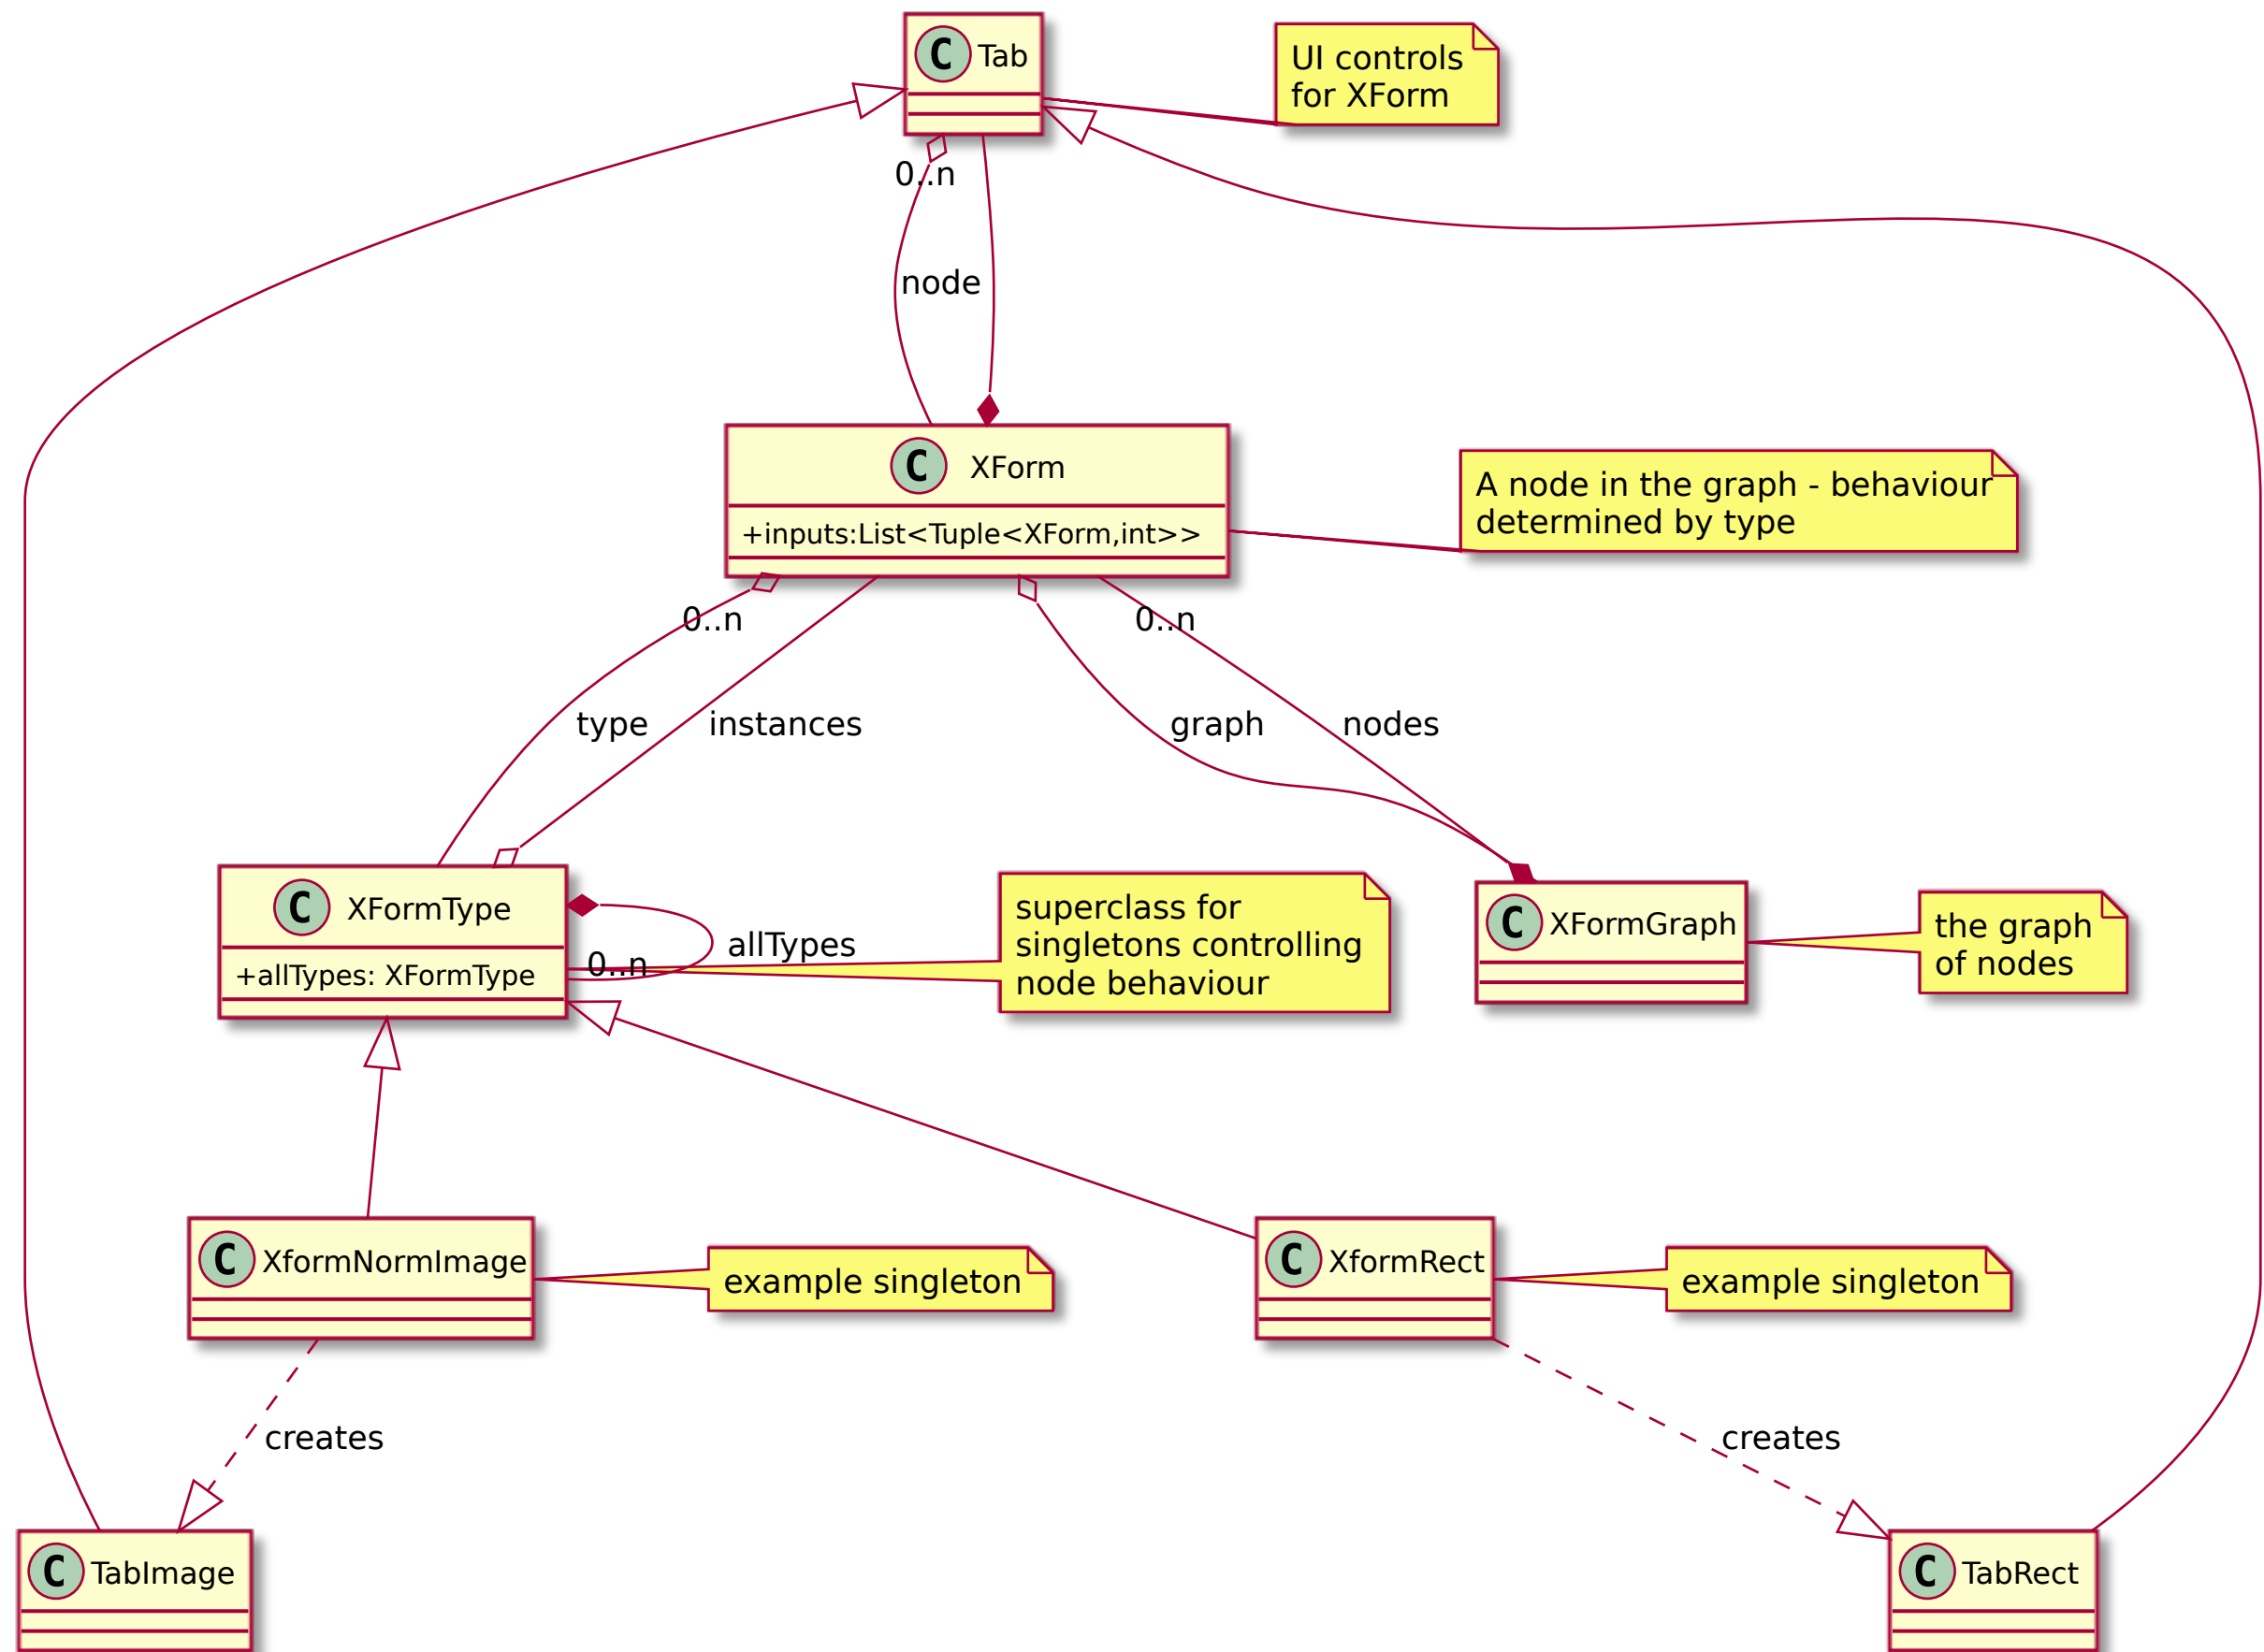 C Tab
UI controls
for XForm
0..n
node
C XForm
+inputs:List<Tuple<XForm,int>>
A node in the graph - behaviour
determined by type
0..n
0..n
type
instances
graph
nodes
C XFormType
+allTypes: XFormType
allTypes
0..n
superclass for
singletons controlling
node behaviour
C XFormGraph
the graph
of nodes
C XformNormImage
example singleton
C XformRect
example singleton
creates
creates
C TabImage
C TabRect